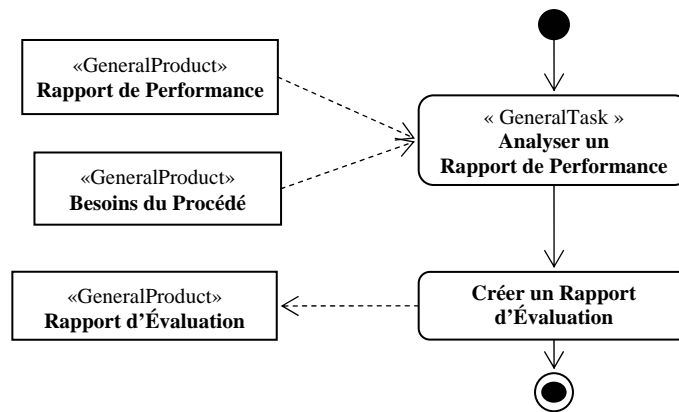 «GeneralProduct»
Rapport de Performance
« GeneralTask »
Analyser un
Rapport de Performance
«GeneralProduct»
Besoins du Procédé
«GeneralProduct»
Rapport d’Évaluation
Créer un Rapport
d’Évaluation